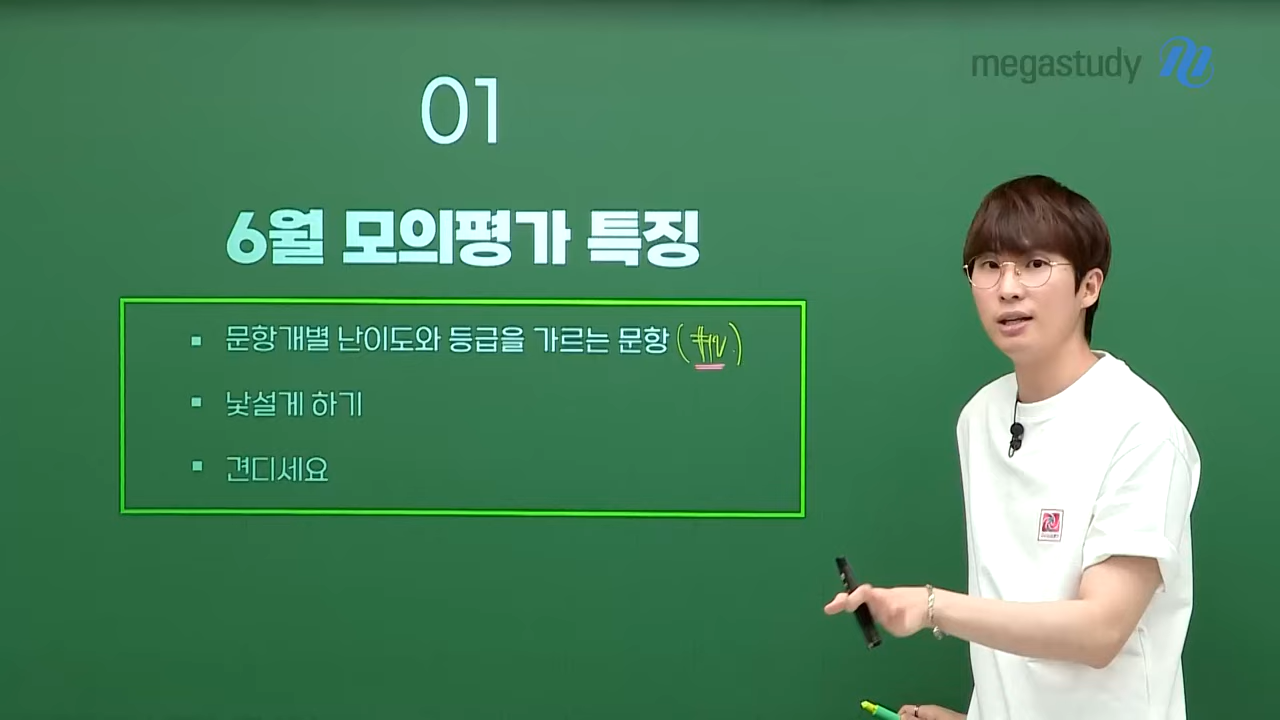 megastudy
01
6월 모의평가 특징
문항개별 난이도와 등급을 가르는 문항
낯설게 하기
견디세요